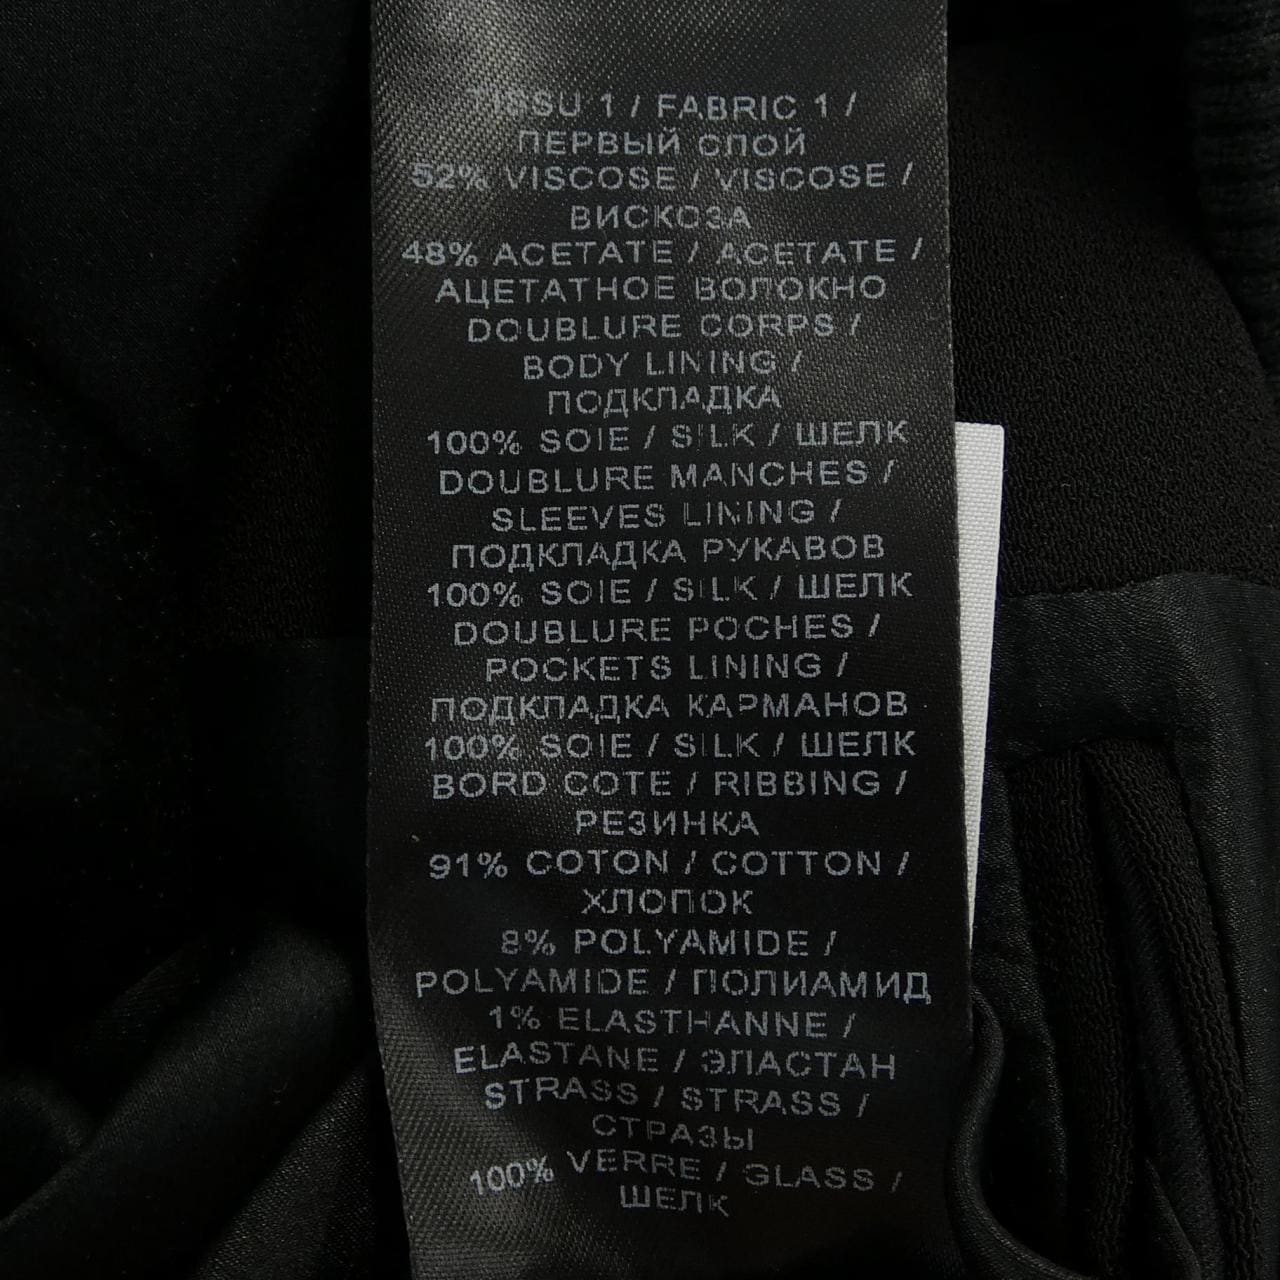 TISSU 1 / FABRIC 1 /
ПЕРВЫЙ СЛОЙ
52% VISCOSE / VISCOSE /
ВИСКОЗА
48% ACETATE / ACETATE /
АЦЕТАТНОЕ ВОЛОКНО
DOUBLURE CORPS /
BODY LINING /
ПОДКЛАДКА
100% SOIE / SILK / ШЕЛК
DOUBLURE MANCHES /
SLEEVES LINING /
ПОДКЛАДКА РУКАВОВ
100% SOIE / SILK / ШЕЛК
DOUBLURE POCHES /
POCKETS LINING /
ПОДКЛАДКА КАРМАНОВ
100% SOIE / SILK / ШЕЛК
BORD COTE / RIBBING /
РЕЗИНКА
91% COTON / COTTON /
ХЛОПОК
8% POLYAMIDE /
POLYAMIDE / ПОЛИАМИД
1% ELASTHANNE /
ELASTANE / ЭЛАСТАН
STRASS / STRASS /
СТРАЗЫ
100% VERRE / GLASS /
ШЕЛК